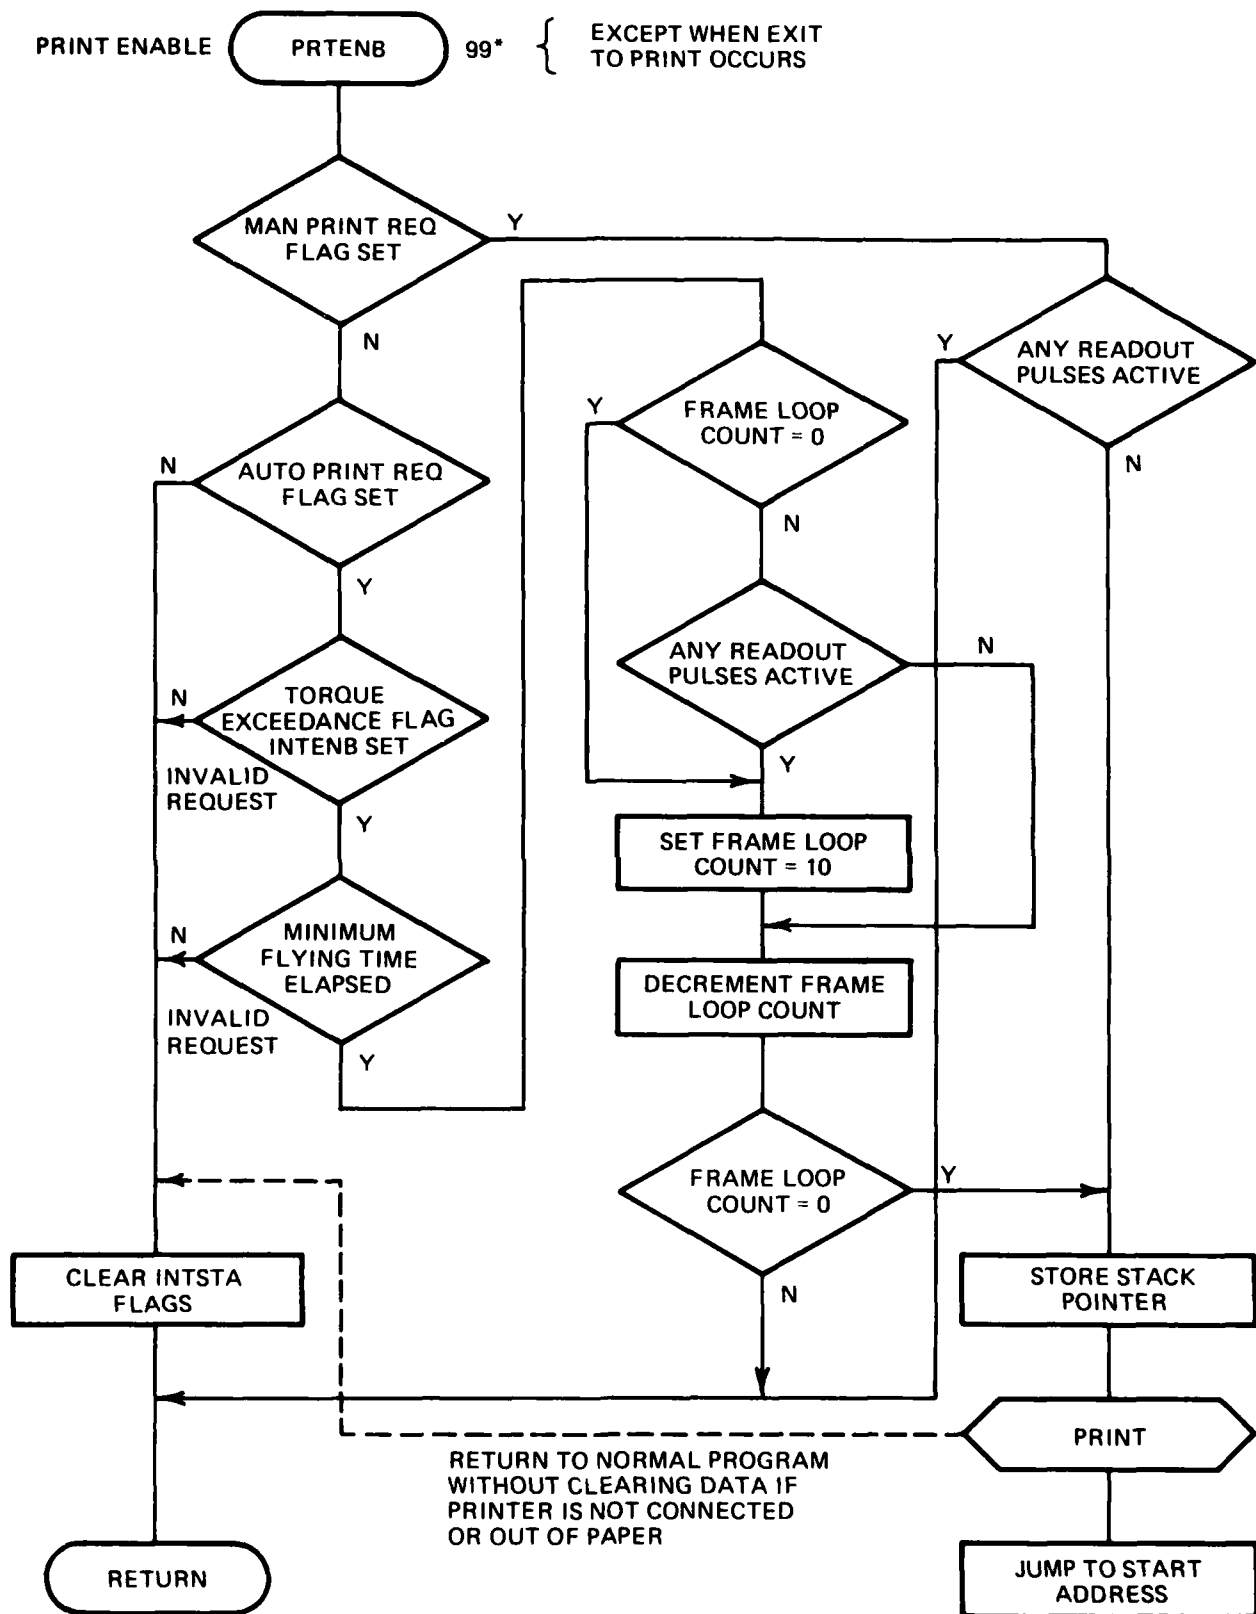 PRINT ENABLE
PRTENB
99*
EXCEPT WHEN EXIT
TO PRINT OCCURS
MAN PRINT REQ
FLAG SET
Y
N
AUTO PRINT REQ
FLAG SET
N
Y
TORQUE
EXCEEDANCE FLAG
INTENB SET
N
INVALID
REQUEST
Y
MINIMUM
FLYING TIME
ELAPSED
N
INVALID
REQUEST
Y
CLEAR INTSTA
FLAGS
RETURN
FRAME LOOP
COUNT = 0
Y
N
ANY READOUT
PULSES ACTIVE
N
Y
SET FRAME LOOP
COUNT = 10
DECREMENT FRAME
LOOP COUNT
FRAME LOOP
COUNT = 0
Y
N
RETURN TO NORMAL PROGRAM
WITHOUT CLEARING DATA IF
PRINTER IS NOT CONNECTED
OR OUT OF PAPER
ANY READOUT
PULSES ACTIVE
Y
N
STORE STACK
POINTER
PRINT
JUMP TO START
ADDRESS